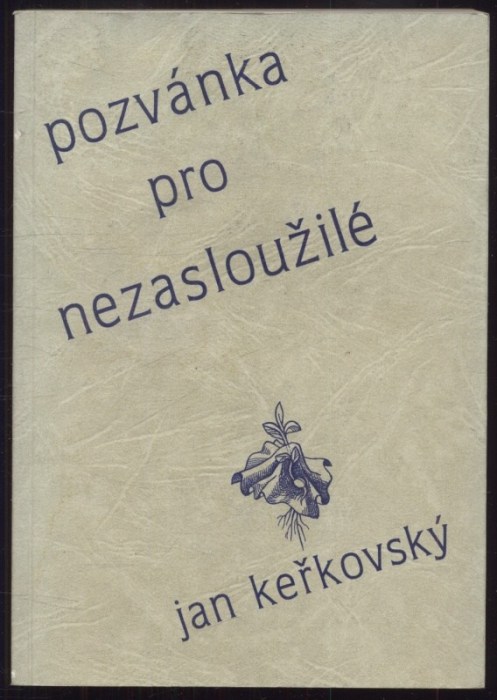 pozvánka
pro
nezasloužilé
jan keřkovský